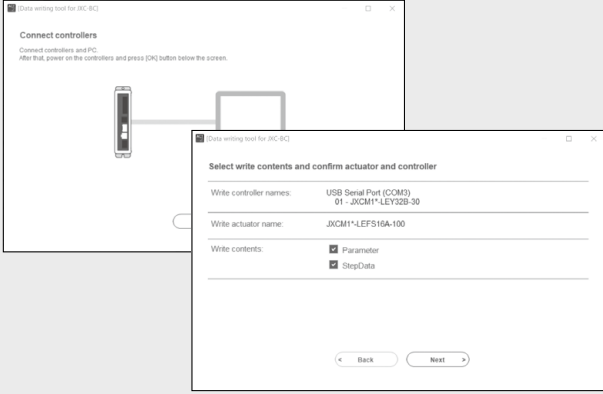 [Data writing tool for JXC-BC]
Connect controllers
Connect controllers and PC.
After that, power on the controllers and press [OK] button below the screen.
[Data writing tool for JXC-BC]
Select write contents and confirm actuator and controller
Write controller names: USB Serial Port (COM3)
01 - JXCM1*-LEY32B-30
Write actuator name: JXCM1*-LEFS16A-100
Write contents: Parameter
StepData
< Back Next >